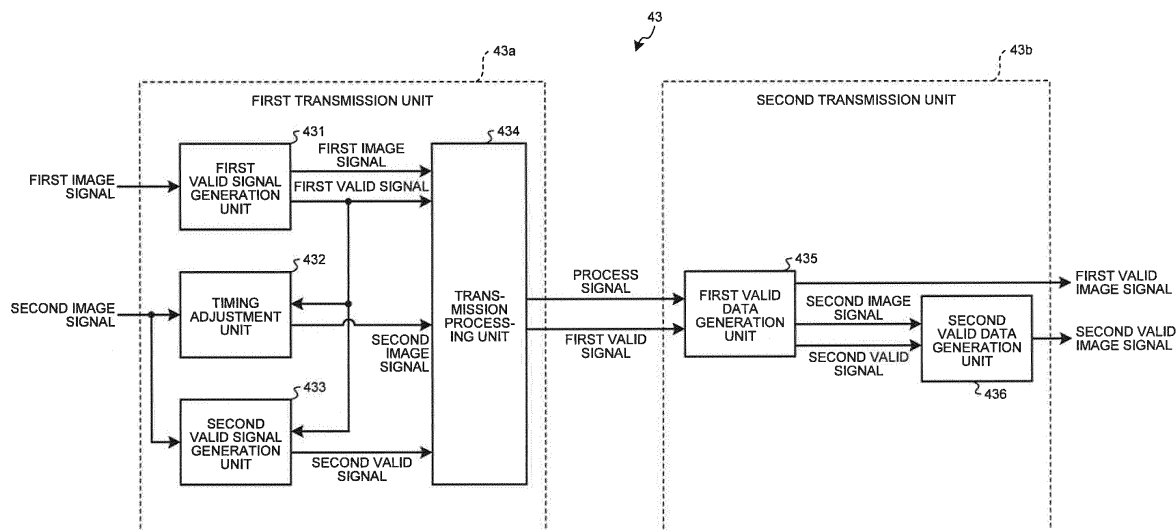 43
43a
43b
FIRST TRANSMISSION UNIT
SECOND TRANSMISSION UNIT
431
FIRST
VALID SIGNAL
GENERATION
UNIT
FIRST IMAGE
SIGNAL
FIRST IMAGE
SIGNAL
FIRST VALID SIGNAL
434
TRANS-
MISSION
PROCESS-
ING UNIT
432
TIMING
ADJUSTMENT
UNIT
SECOND IMAGE
SIGNAL
SECOND
IMAGE
SIGNAL
433
SECOND
VALID SIGNAL
GENERATION
UNIT
SECOND VALID
SIGNAL
PROCESS
SIGNAL
FIRST VALID
SIGNAL
435
FIRST VALID
DATA
GENERATION
UNIT
SECOND IMAGE
SIGNAL
SECOND VALID
SIGNAL
SECOND
VALID DATA
GENERATION
UNIT
436
FIRST VALID
IMAGE SIGNAL
SECOND VALID
IMAGE SIGNAL